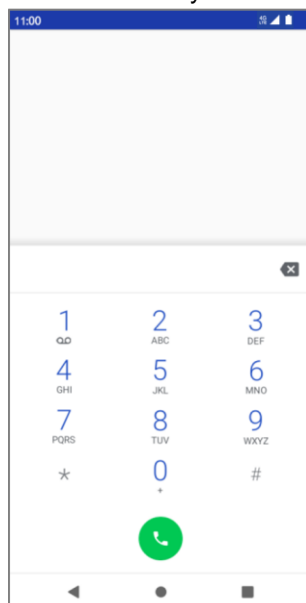 11:00
1 2 3
ABC DEF
4 5 6
GHI JKL MNO
7 8 9
PQRS TUV WXYZ
* 0 #
+